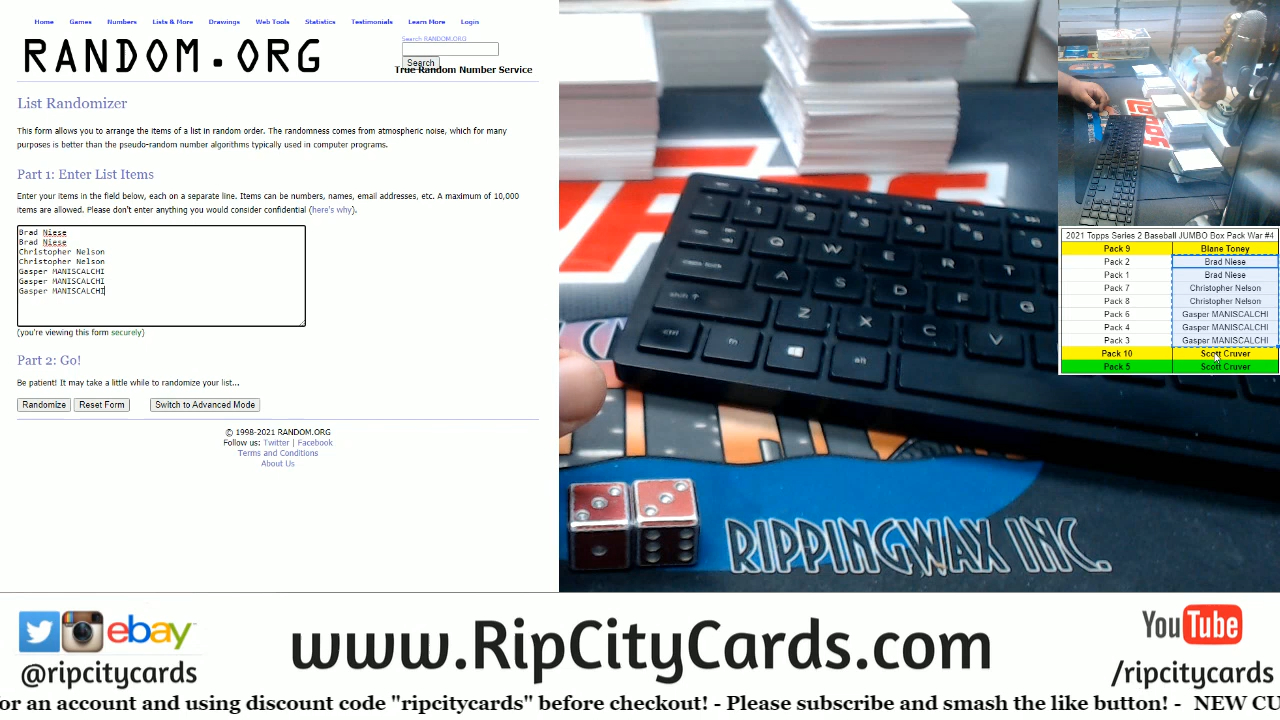 Home Games Numbers Lists & More Drawings Web Tools Statistics Testimonials Learn More Login
Search RANDOM.ORG
Search
RANDOM.ORG
True Random Number Service
List Randomizer
This form allows you to arrange the items of a list in random order. The randomness comes from atmospheric noise, which for many
purposes is better than the pseudo-random number algorithms typically used in computer programs.
Part 1: Enter List Items
Enter your items in the field below, each on a separate line. Items can be numbers, names, email addresses, etc. A maximum of 10,000
items are allowed. Please don't enter anything you would consider confidential (here's why).
Brad Niese
Brad Niese
Christopher Nelson
Christopher Nelson
Gasper MANISCALCHI
Gasper MANISCALCHI
Gasper MANISCALCHI
(you're viewing this form securely)
Part 2: Go!
Be patient! It may take a little while to randomize your list...
Randomize Reset Form Switch to Advanced Mode
© 1998-2021 RANDOM.ORG
Follow us: Twitter | Facebook
Terms and Conditions
About Us
1 2 3 4 5 6
Q W E R T
A S D F G
shift
Z X C V
ctrl fn alt
RIPPINGWAX INC.
2021 Topps Series 2 Baseball JUMBO Box Pack War #4
Pack 9 Blane Toney
Pack 2 Brad Niese
Pack 1 Brad Niese
Pack 7 Christopher Nelson
Pack 8 Christopher Nelson
Pack 6 Gasper MANISCALCHI
Pack 4 Gasper MANISCALCHI
Pack 3 Gasper MANISCALCHI
Pack 10 Scott Cruver
Pack 5 Scott Cruver
ebay
@ripcitycards
www.RipCityCards.com
YouTube
/ripcitycards
or an account and using discount code "ripcitycards" before checkout! - Please subscribe and smash the like button! - NEW CU